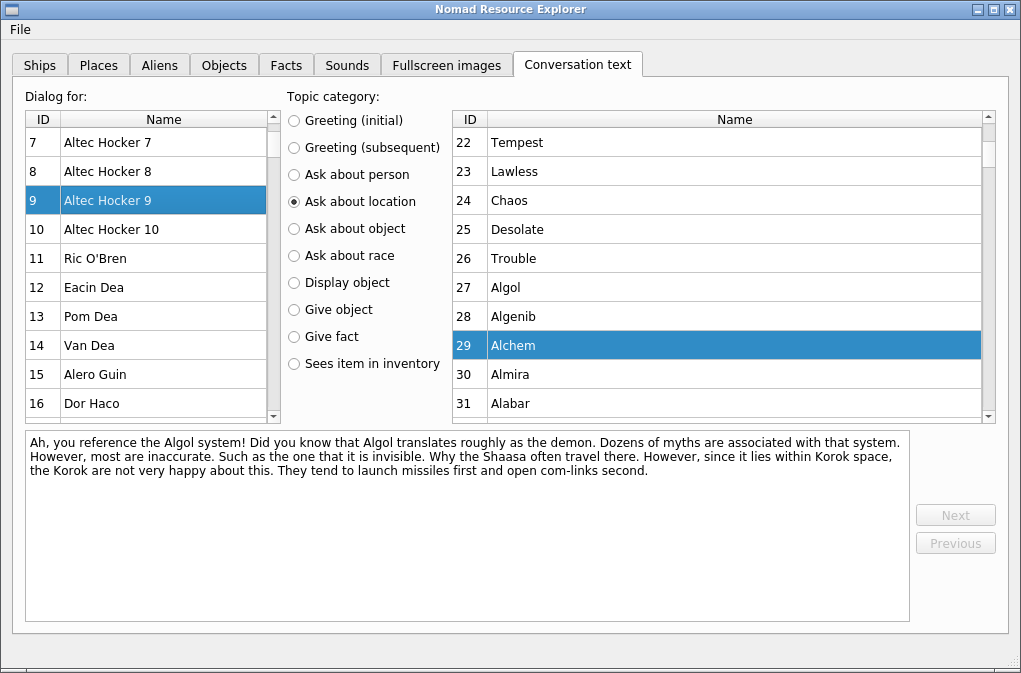 Nomad Resource Explorer
File
Ships Places Aliens Objects Facts Sounds Fullscreen images Conversation text
Dialog for:
ID Name
7 Altec Hocker 7
8 Altec Hocker 8
9 Altec Hocker 9
10 Altec Hocker 10
11 Ric O'Bren
12 Eacin Dea
13 Pom Dea
14 Van Dea
15 Alero Guin
16 Dor Haco
Topic category:
Greeting (initial)
Greeting (subsequent)
Ask about person
Ask about location
Ask about object
Ask about race
Display object
Give object
Give fact
Sees item in inventory
ID Name
22 Tempest
23 Lawless
24 Chaos
25 Desolate
26 Trouble
27 Algol
28 Algenib
29 Alchem
30 Almira
31 Alabar
Ah, you reference the Algol system! Did you know that Algol translates roughly as the demon. Dozens of myths are associated with that system.
However, most are inaccurate. Such as the one that it is invisible. Why the Shaasa often travel there. However, since it lies within Korok space,
the Korok are not very happy about this. They tend to launch missiles first and open com-links second.
Next
Previous